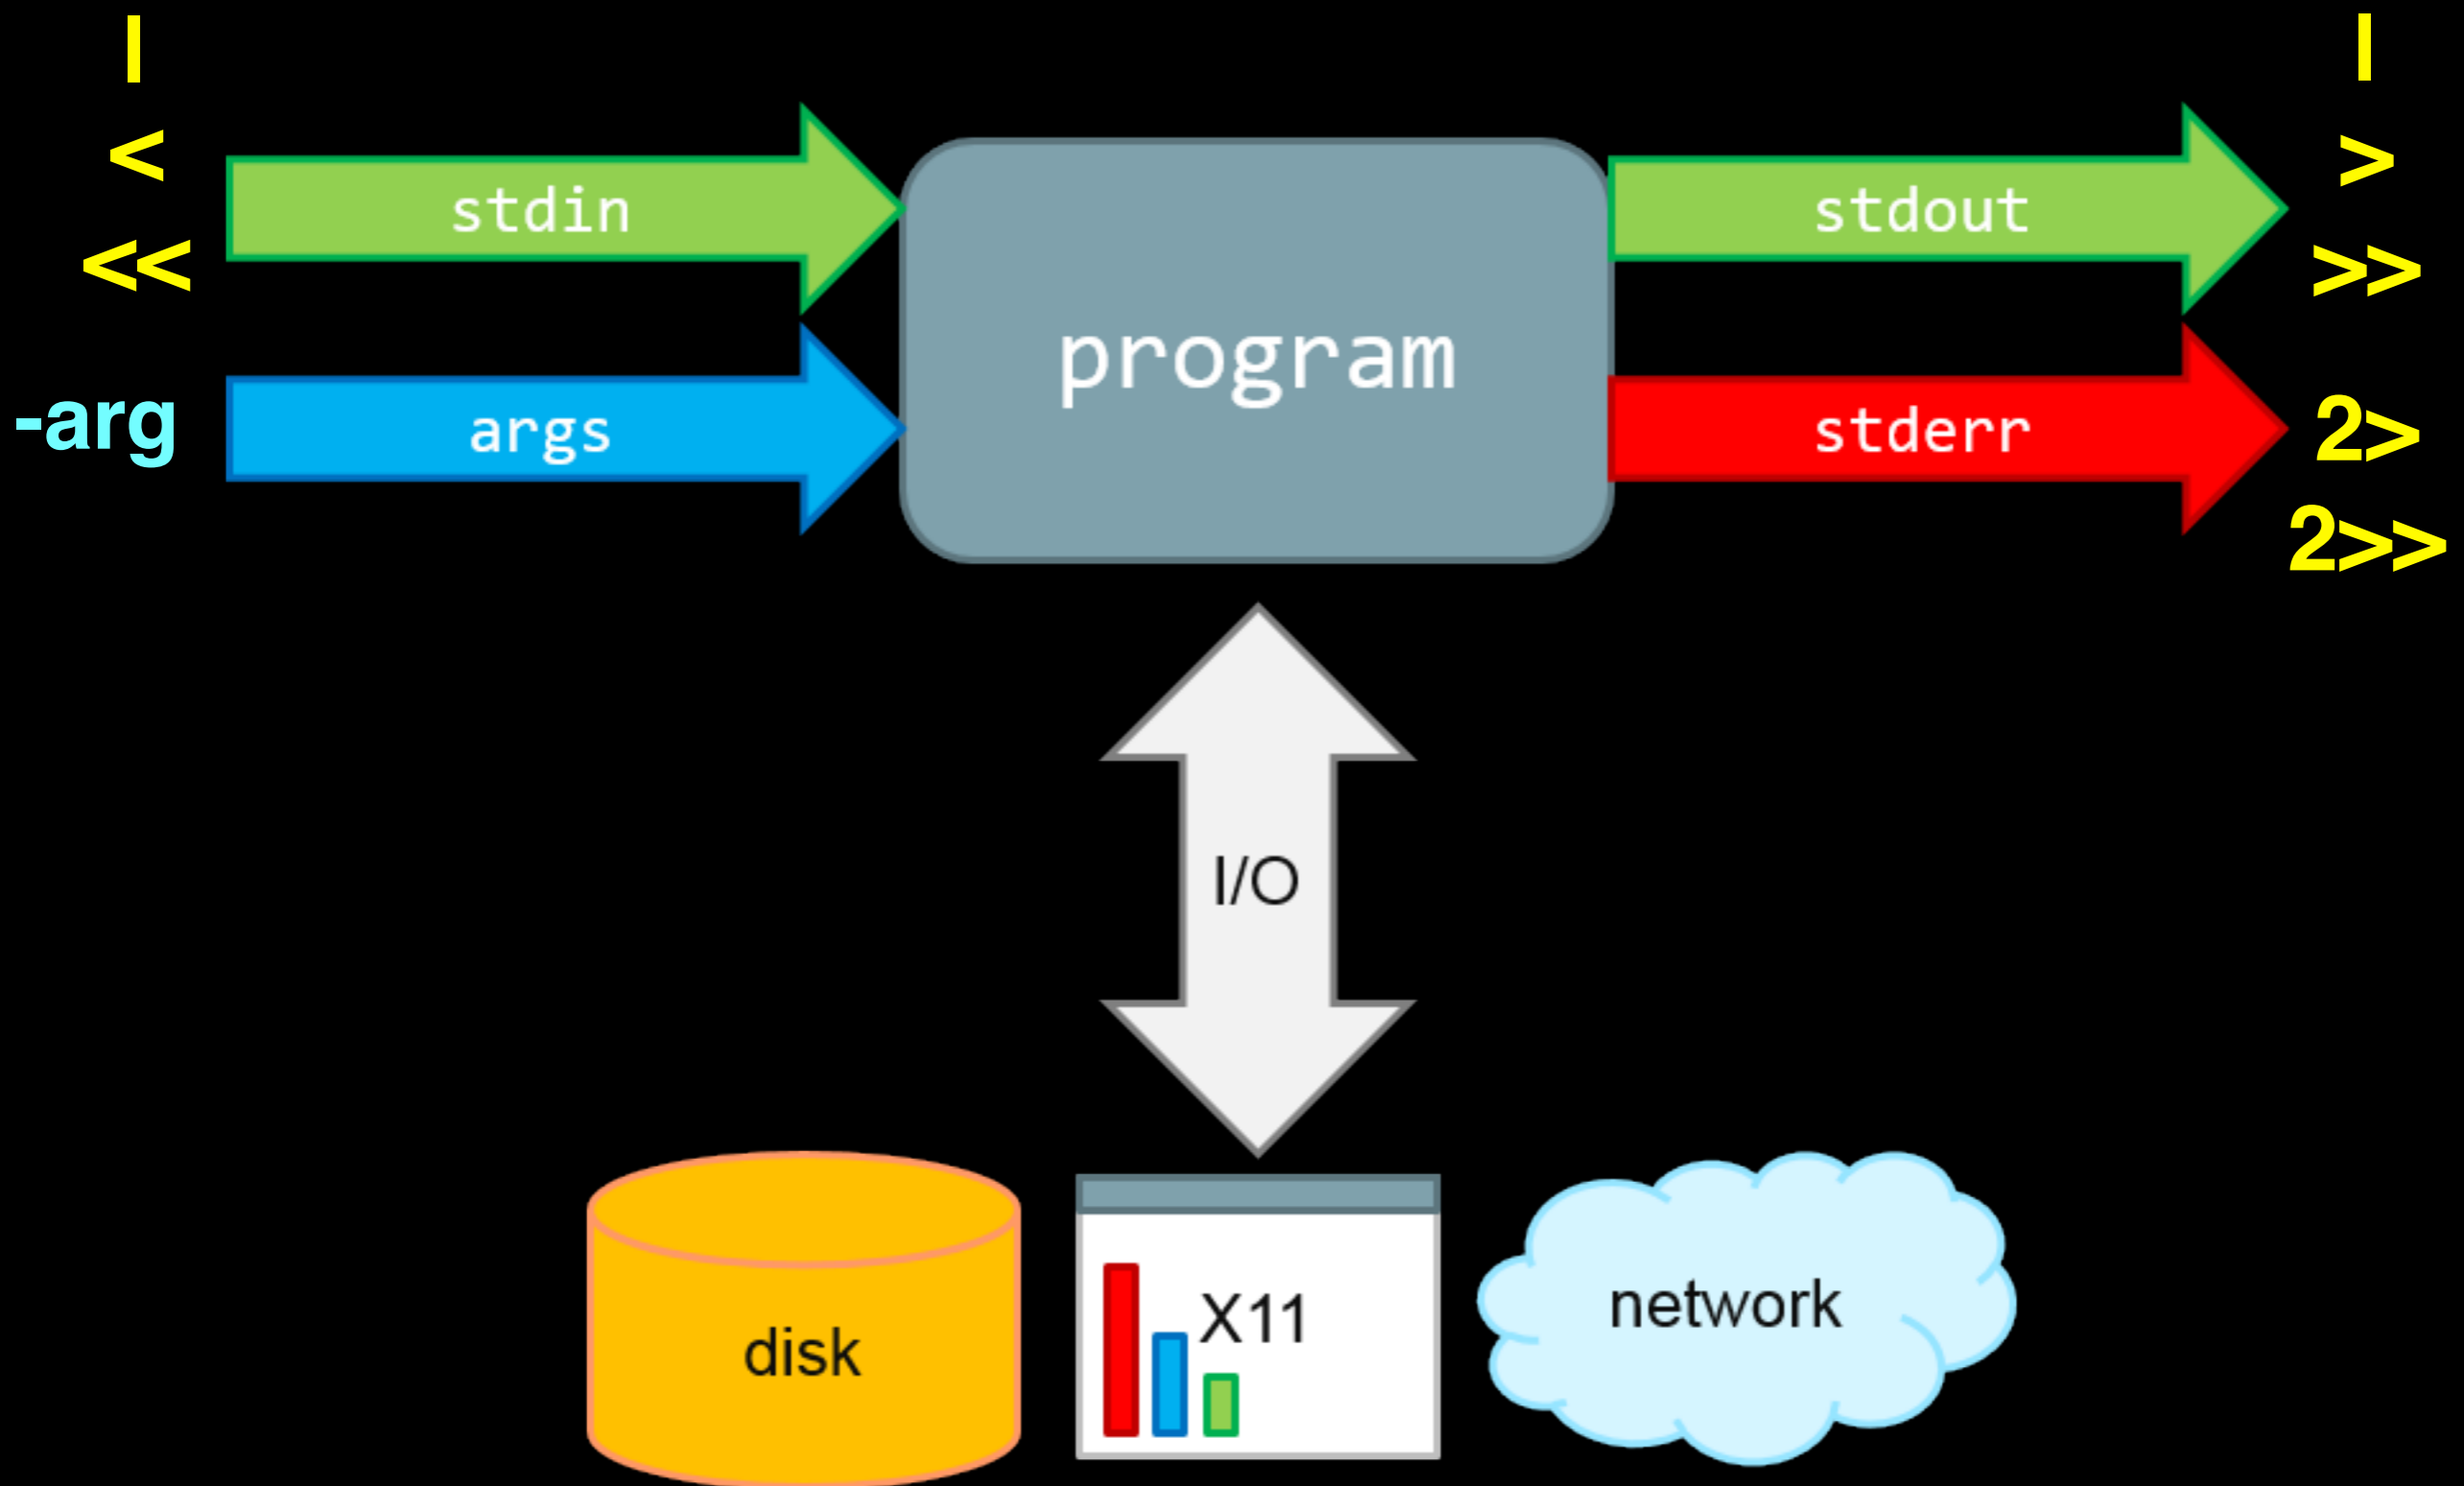 |
|
<
stdin
stdout
>
<<
>>
program
-arg
args
stderr
2>
2>>
I/O
X11
network
disk